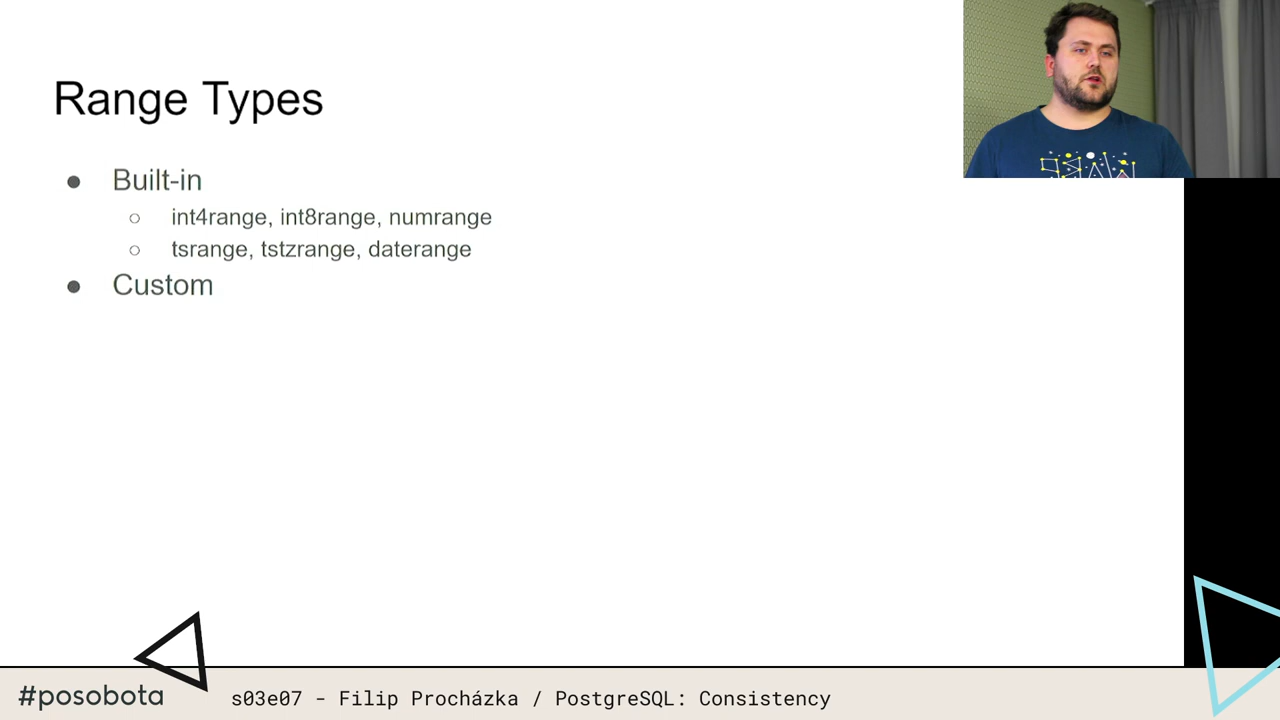 Range Types
● Built-in
○ int4range, int8range, numrange
○ tsrange, tstzrange, daterange
● Custom
#posobota
s03e07 - Filip Procházka / PostgreSQL: Consistency